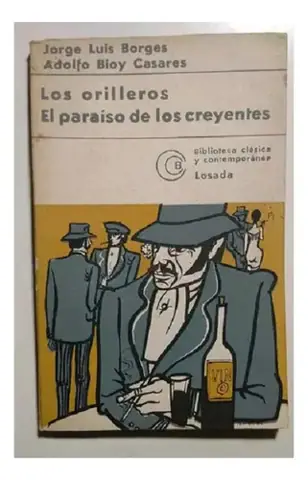 Jorge Luis Borges
Adolfo Bioy Casares
Los orilleros
El paraíso de los creyentes
Biblioteca clásica
y contemporánea
Losada